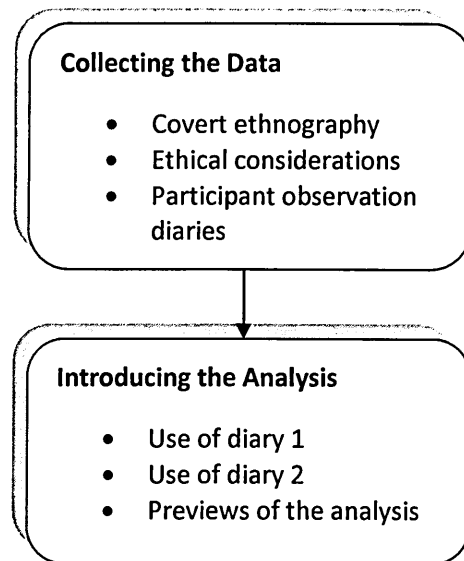 Collecting the Data
• Covert ethnography
• Ethical considerations
• Participant observation
diaries
Introducing the Analysis
• Use of diary 1
• Use of diary 2
• Previews of the analysis